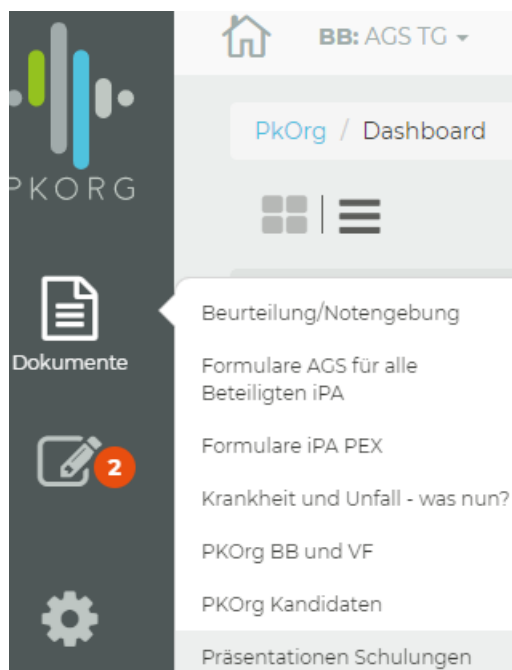 BB: AGS TG
PkOrg / Dashboard
PKORG
Dokumente
2
Beurteilung/Notengebung
Formulare AGS für alle
Beteiligten iPA
Formulare iPA PEX
Krankheit und Unfall - was nun?
PKOrg BB und VF
PKOrg Kandidaten
Präsentationen Schulungen